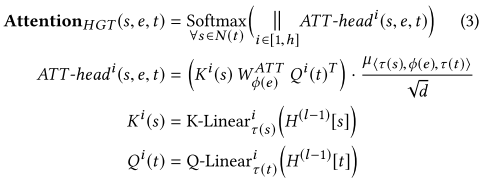 Attention_{HGT}(s, e, t) = Softmax_{∀s∈N(t)} ( ‖_{i∈[1,h]} ATT-head^i(s, e, t) ) (3)
ATT-head^i(s, e, t) = ( K^i(s) W^{ATT}_{ϕ(e)} Q^i(t)^T ) · μ_{⟨τ(s),ϕ(e),τ(t)⟩} / √d
K^i(s) = K-Linear^i_{τ(s)} ( H^{(l−1)}[s] )
Q^i(t) = Q-Linear^i_{τ(t)} ( H^{(l−1)}[t] )